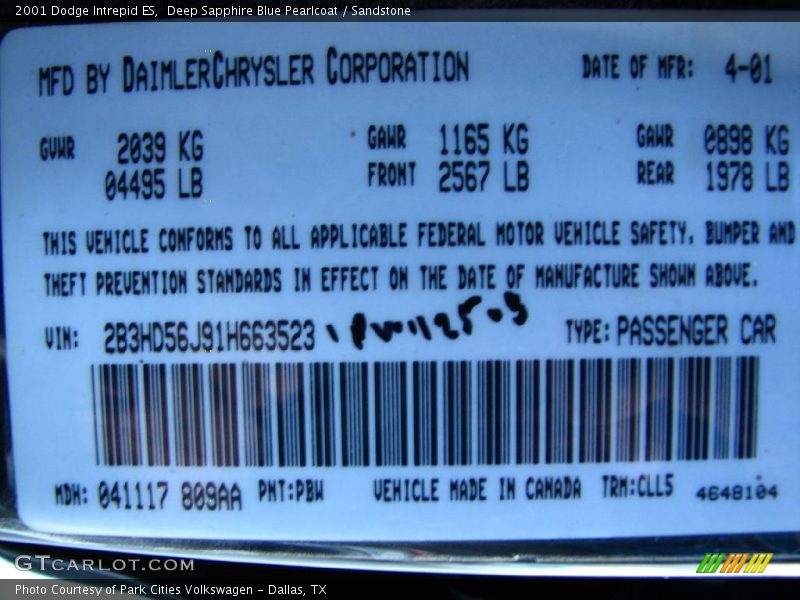 2001 Dodge Intrepid ES,  Deep Sapphire Blue Pearlcoat / Sandstone
MFD BY DAIMLERCHRYSLER CORPORATION DATE OF MFR: 4-01
GVWR 2039 KG GAWR 1165 KG GAWR 0898 KG
04495 LB FRONT 2567 LB REAR 1978 LB
THIS VEHICLE CONFORMS TO ALL APPLICABLE FEDERAL MOTOR VEHICLE SAFETY, BUMPER AND
THEFT PREVENTION STANDARDS IN EFFECT ON THE DATE OF MANUFACTURE SHOWN ABOVE.
VIN: 2B3HD56J91H663523 TYPE: PASSENGER CAR
MDH: 041117 809AA PNT:PBW VEHICLE MADE IN CANADA TRM:CLL5 4648104
GTCARLOT.COM
Photo Courtesy of Park Cities Volkswagen - Dallas, TX